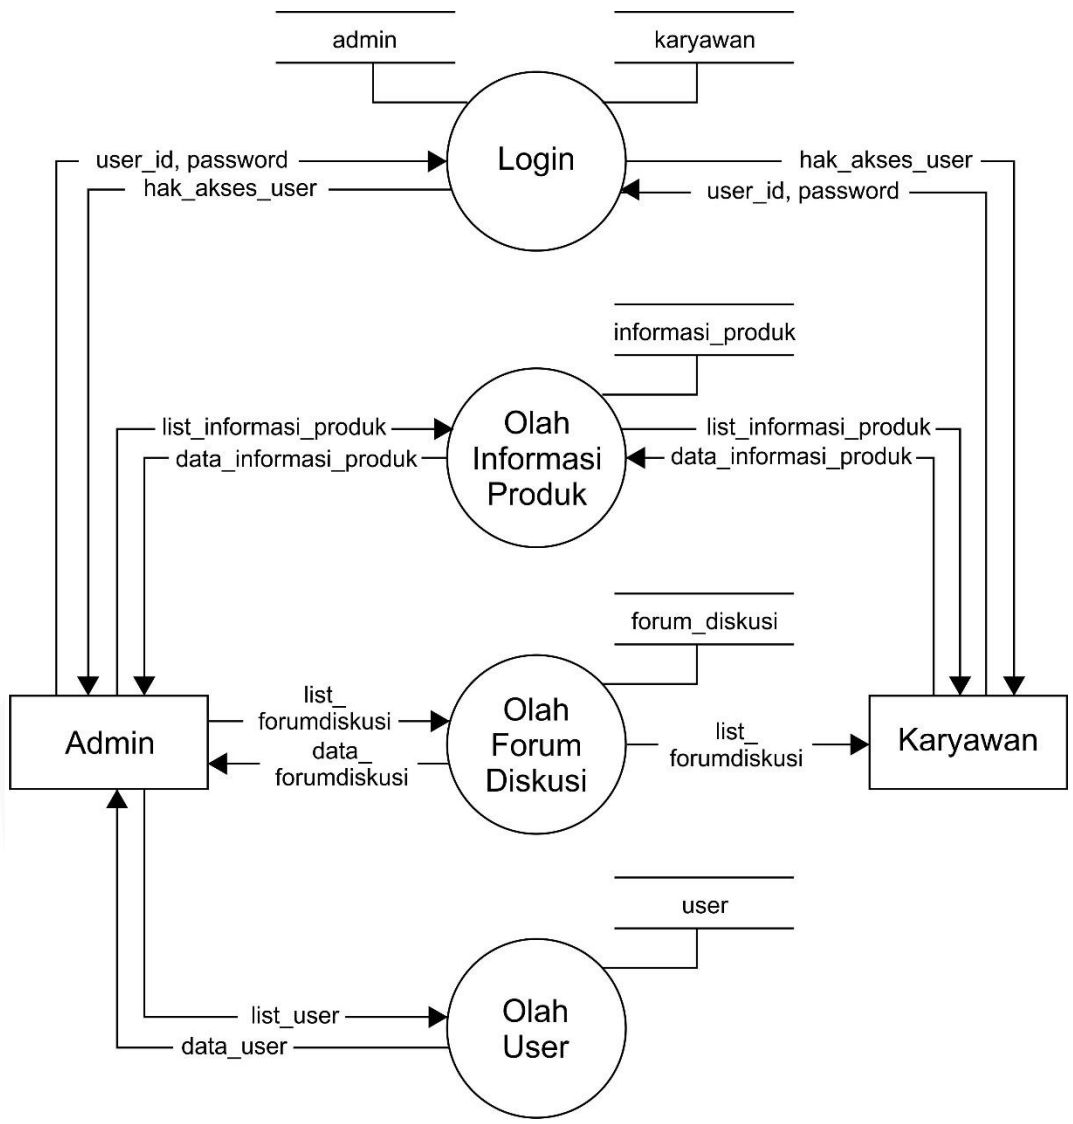 admin
karyawan
Login
user_id, password
hak_akses_user
hak_akses_user
user_id, password
informasi_produk
Olah
Informasi
Produk
list_informasi_produk
data_informasi_produk
list_informasi_produk
data_informasi_produk
forum_diskusi
Admin
list_
forumdiskusi
data_
forumdiskusi
Olah
Forum
Diskusi
list_
forumdiskusi
Karyawan
user
list_user
data_user
Olah
User